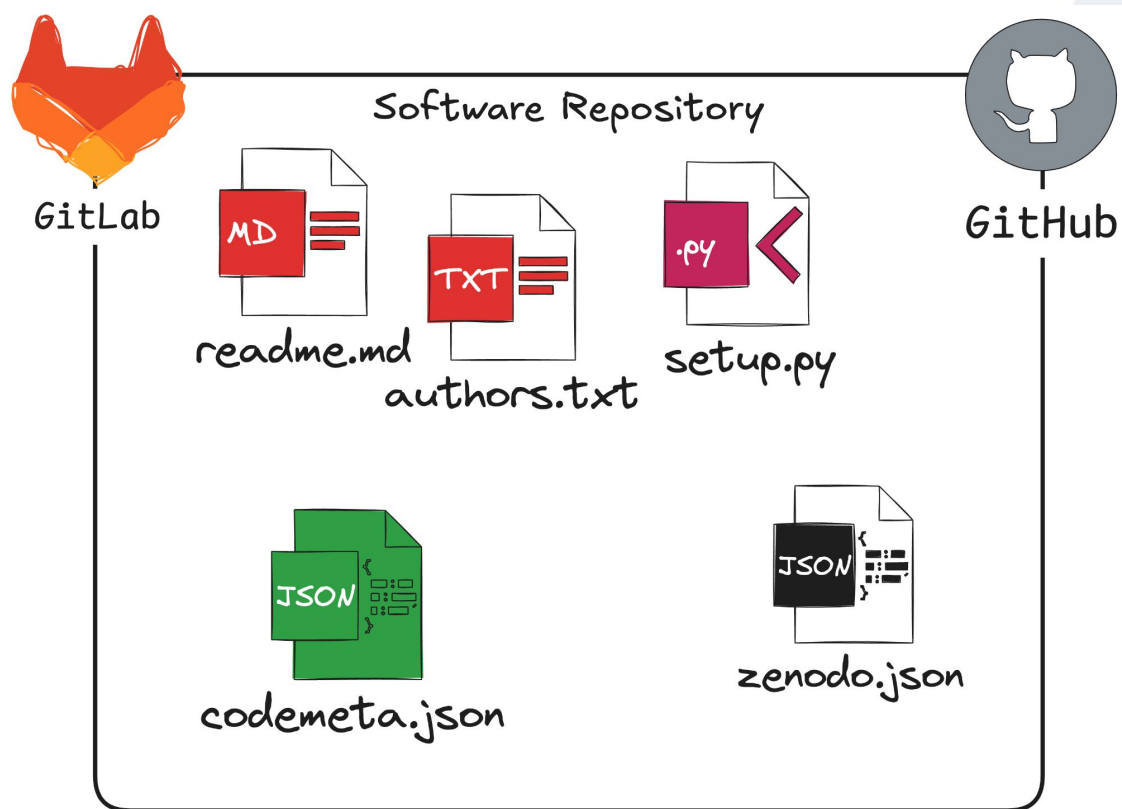 Software Repository
GitLab
GitHub
MD
TXT
.py
readme.md
authors.txt
setup.py
JSON
{
}
codemeta.json
JSON
{
}
zenodo.json